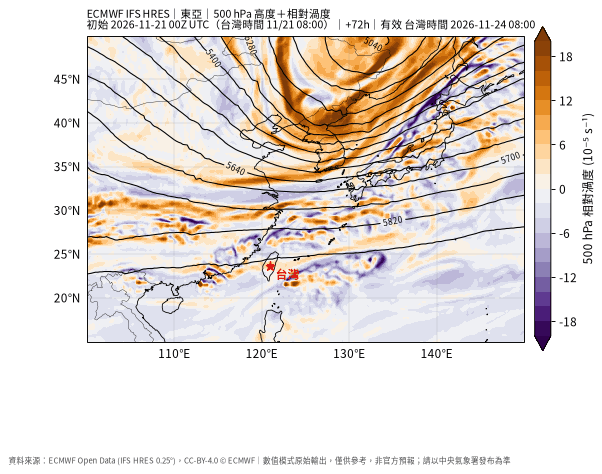 ECMWF IFS HRES｜東亞｜500 hPa 高度＋相對渦度
初始 2026-11-21 00Z UTC（台灣時間 11/21 08:00）｜+72h｜有效 台灣時間 2026-11-24 08:00
5400
5280
5040
5640
5700
5820
台灣
45°N
40°N
35°N
30°N
25°N
20°N
110°E
120°E
130°E
140°E
18
12
6
0
-6
-12
-18
500 hPa 相對渦度 (10⁻⁵ s⁻¹)
資料來源：ECMWF Open Data (IFS HRES 0.25°)，CC-BY-4.0 © ECMWF｜數值模式原始輸出，僅供參考，非官方預報；請以中央氣象署發布為準